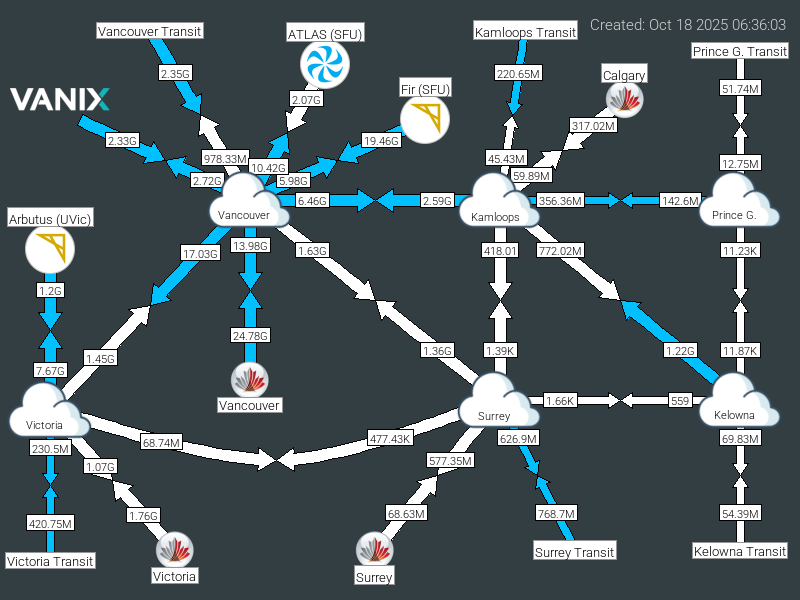 Created: Oct 18 2025 06:36:03
Vancouver Transit
ATLAS (SFU)
Kamloops Transit
Prince G. Transit
2.35G
220.65M
Calgary
51.74M
VANIX
2.07G
Fir (SFU)
317.02M
2.33G
19.46G
978.33M
45.43M
12.75M
10.42G
59.89M
2.72G
5.98G
6.46G
2.59G
356.36M
142.6M
Vancouver
Kamloops
Prince G.
Arbutus (UVic)
17.03G
13.98G
1.63G
418.01
772.02M
11.23K
1.2G
24.78G
1.45G
1.36G
1.39K
1.22G
11.87K
7.67G
Vancouver
1.66K
559
Victoria
Surrey
Kelowna
230.5M
68.74M
477.43K
626.9M
69.83M
1.07G
577.35M
420.75M
1.76G
68.63M
768.7M
54.39M
Victoria Transit
Victoria
Surrey
Surrey Transit
Kelowna Transit